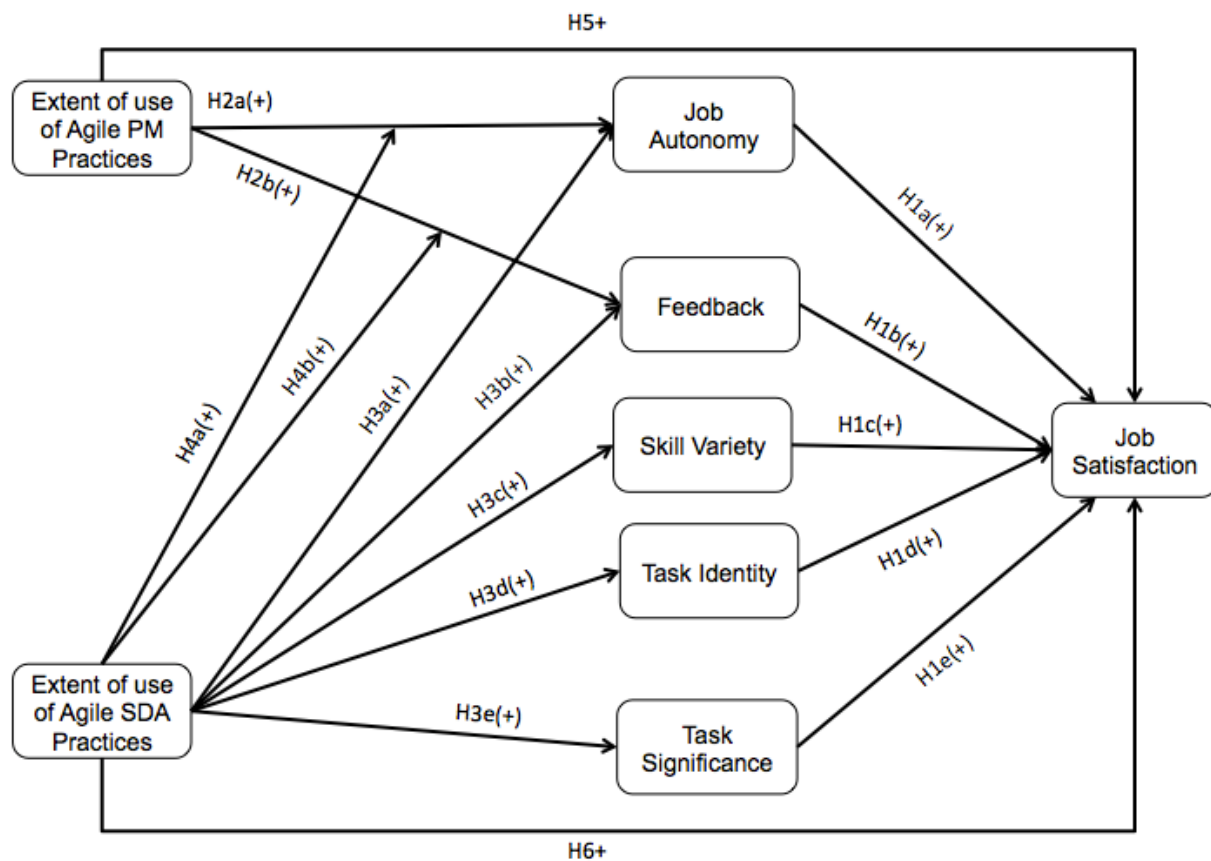 H5+
Extent of use
of Agile PM
Practices
H2a(+)
H2b(+)
Job
Autonomy
H1a(+)
Feedback
H1b(+)
H4a(+)
H4b(+)
H3a(+)
H3b(+)
Skill Variety
H1c(+)
Job
Satisfaction
H3c(+)
Task Identity
H1d(+)
H3d(+)
Extent of use
of Agile SDA
Practices
H3e(+)
Task
Significance
H1e(+)
H6+